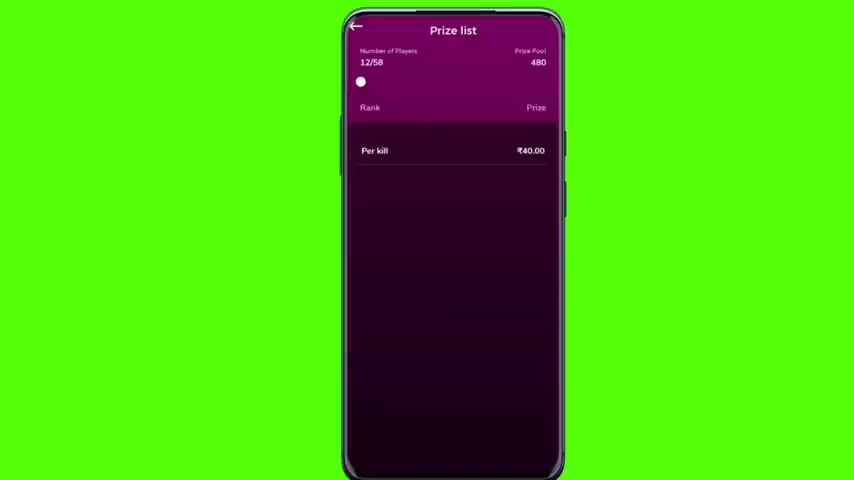 Prize list
Number of Players
Prize Pool
12/58
480
Rank
Prize
Per kill
₹40.00